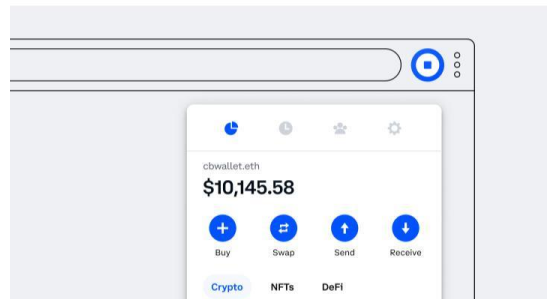 cbwallet.eth
$10,145.58
Buy Swap Send Receive
Crypto NFTs DeFi